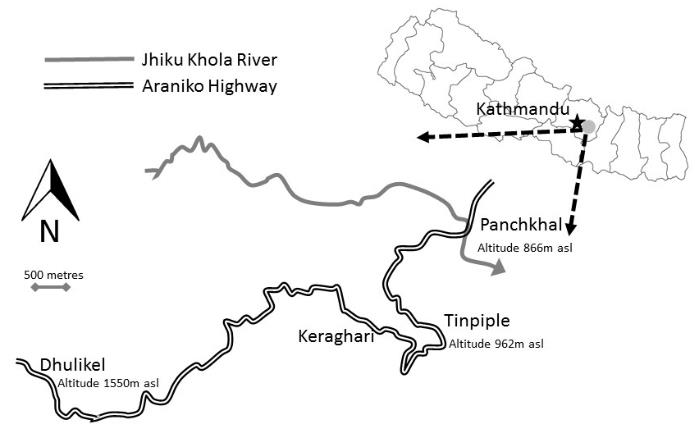 Jhiku Khola River
Araniko Highway
Kathmandu
N
500 metres
Panchkhal
Altitude 866m asl
Tinpiple
Altitude 962m asl
Keraghari
Dhulikel
Altitude 1550m asl